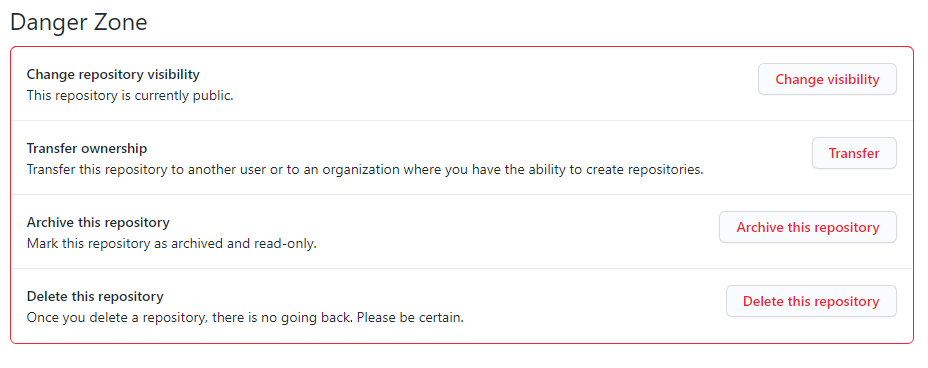 Danger Zone
Change repository visibility
This repository is currently public.
Change visibility
Transfer ownership
Transfer this repository to another user or to an organization where you have the ability to create repositories.
Transfer
Archive this repository
Mark this repository as archived and read-only.
Archive this repository
Delete this repository
Once you delete a repository, there is no going back. Please be certain.
Delete this repository